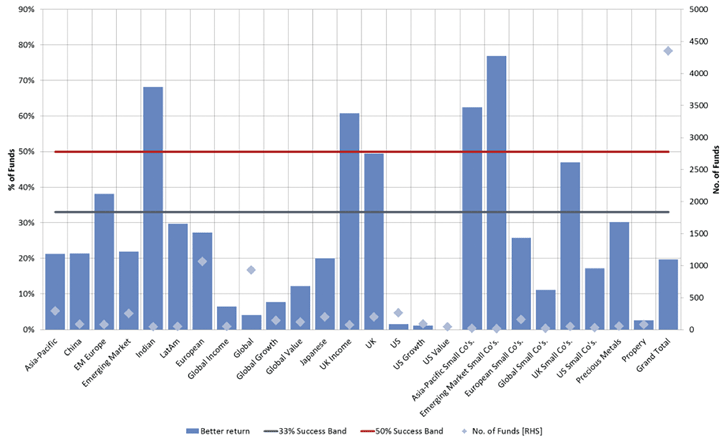 90%
80%
70%
60%
50%
40%
30%
20%
10%
0%
% of Funds
5000
4500
4000
3500
3000
2500
2000
1500
1000
500
0
No. of Funds
Asia-Pacific
China
EM Europe
Emerging Market
Indian
LatAm
European
Global Income
Global
Global Growth
Global Value
Japanese
UK Income
UK
US
US Growth
US Value
Asia-Pacific Small Co's.
Emerging Market Small Co's.
European Small Co's.
Global Small Co's.
UK Small Co's.
US Small Co's.
Precious Metals
Propery
Grand Total
Better return
33% Success Band
50% Success Band
No. of Funds [RHS]